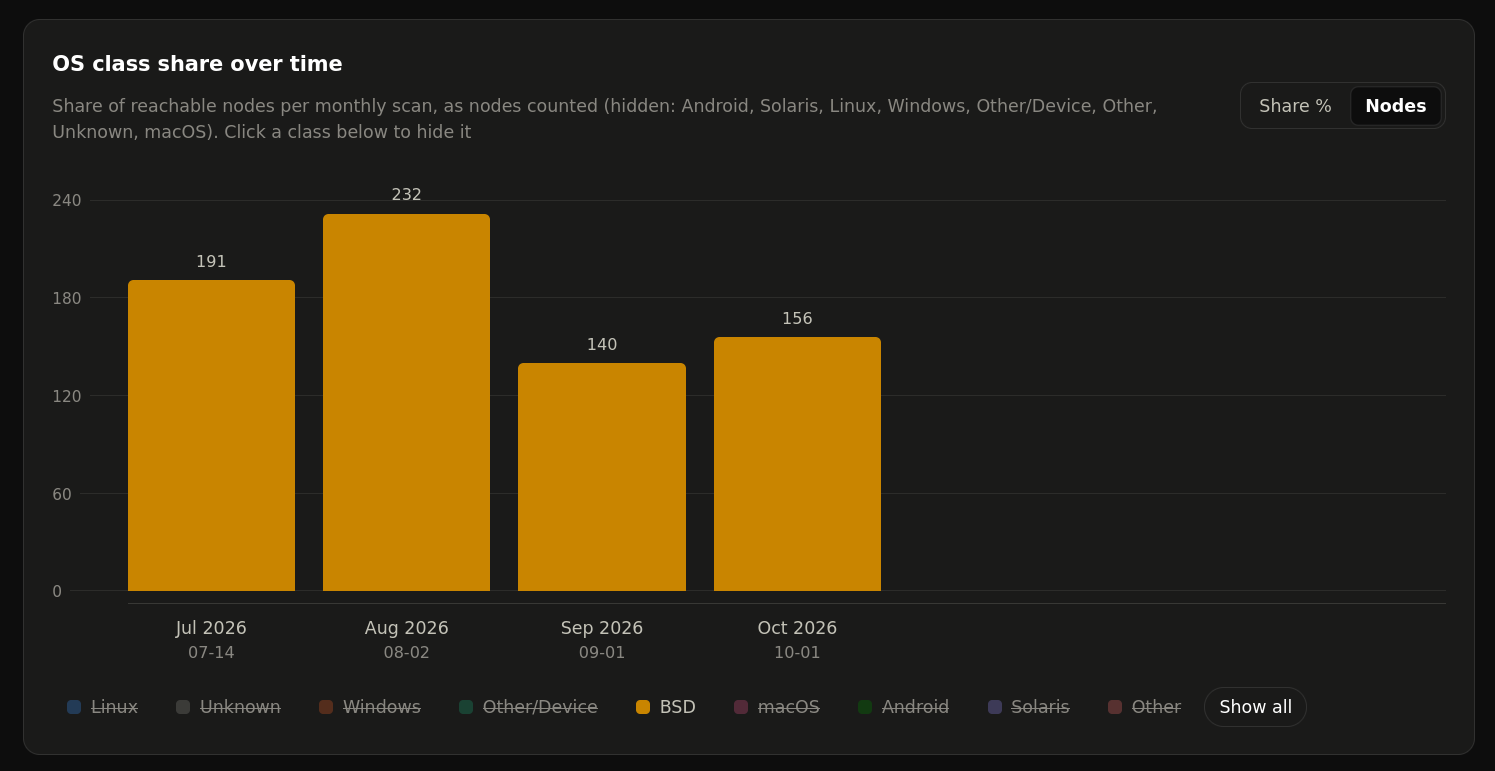 OS class share over time
Share of reachable nodes per monthly scan, as nodes counted (hidden: Android, Solaris, Linux, Windows, Other/Device, Other,
Unknown, macOS). Click a class below to hide it
Share %
Nodes
240
180
120
60
0
191
232
140
156
Jul 2026
07-14
Aug 2026
08-02
Sep 2026
09-01
Oct 2026
10-01
Linux
Unknown
Windows
Other/Device
BSD
macOS
Android
Solaris
Other
Show all